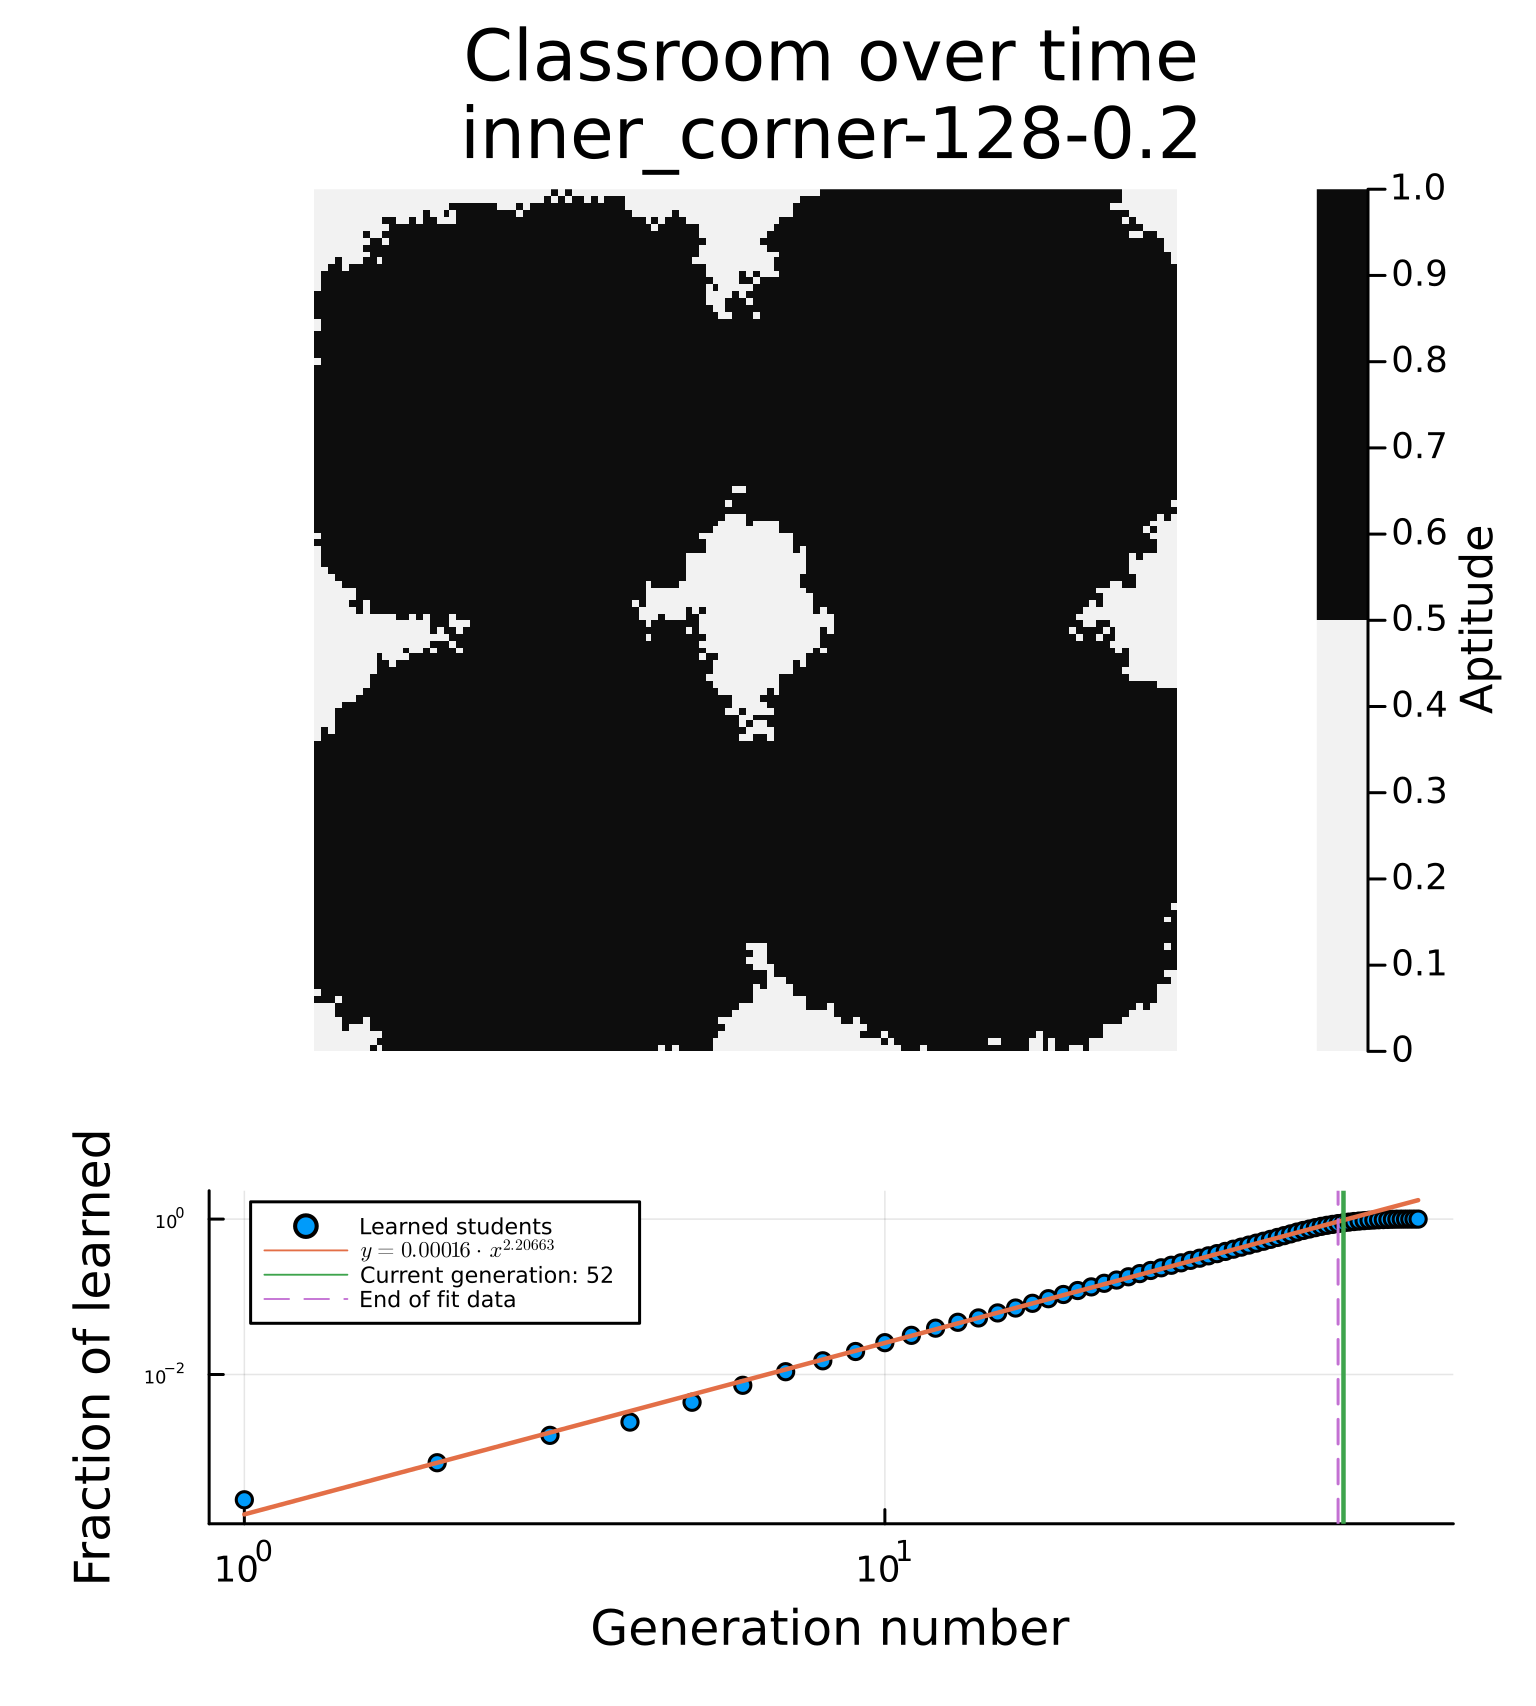 Classroom over time
inner_corner-128-0.2
1.0
0.9
0.8
0.7
0.6
0.5
0.4
0.3
0.2
0.1
0
Aptitude
Fraction of learned
10⁰
10⁻²
Learned students
y = 0.00016 · x^2.20663
Current generation: 52
End of fit data
10⁰
10¹
Generation number